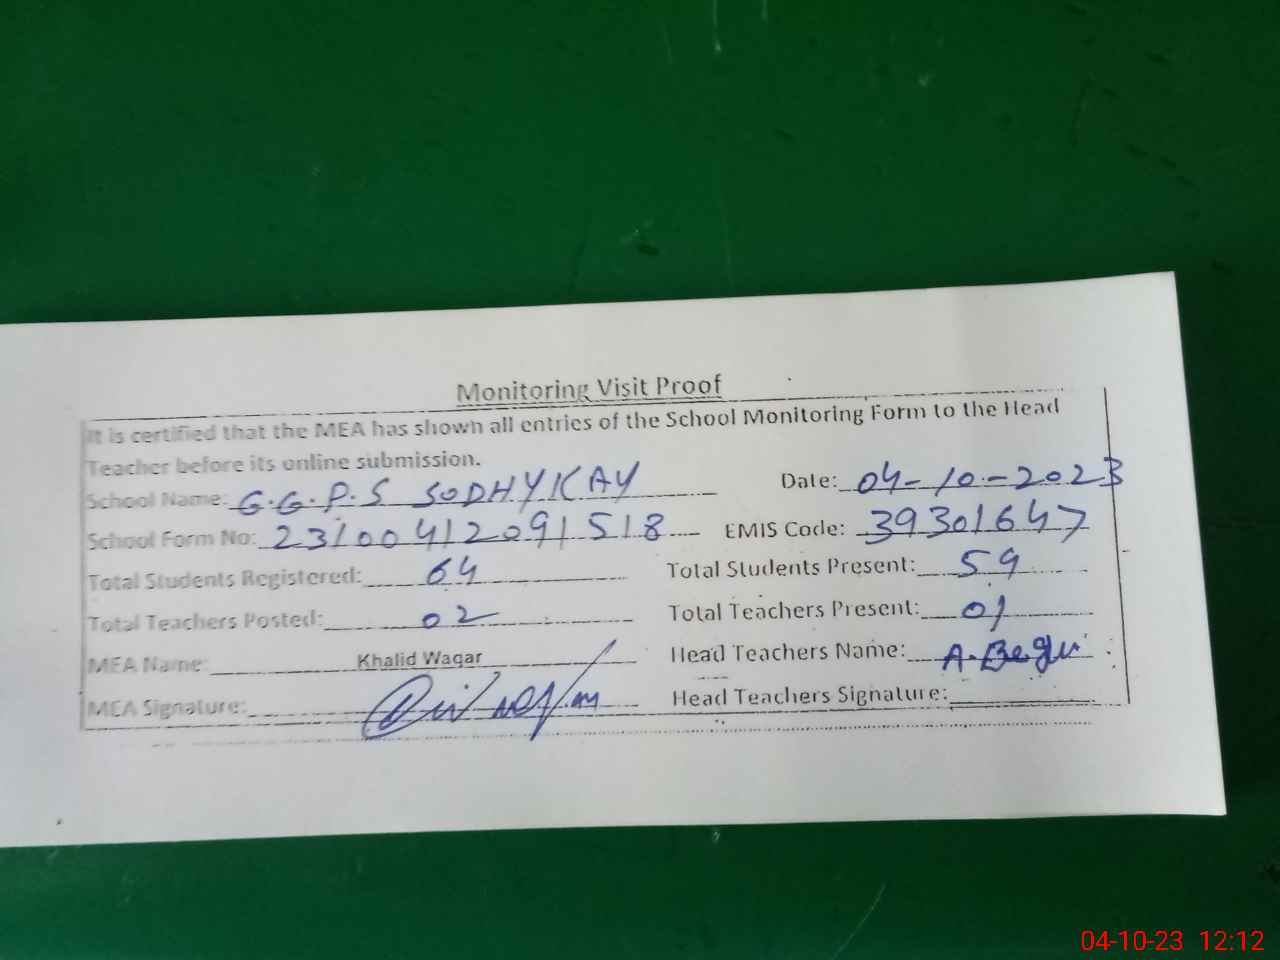 Monitoring Visit Proof
It is certified that the MEA has shown all entries of the School Monitoring Form to the Head
Teacher before its online submission.
School Name: G.G.P.S SODHYKAY Date: 04-10-2023
School Form No: 23100412091518 EMIS Code: 39301647
Total Students Registered: 64 Total Students Present: 59
Total Teachers Posted: 02 Total Teachers Present: 01
MEA Name: Khalid Waqar Head Teachers Name: A.
MEA Signature: Head Teachers Signature:
04-10-23 12:12